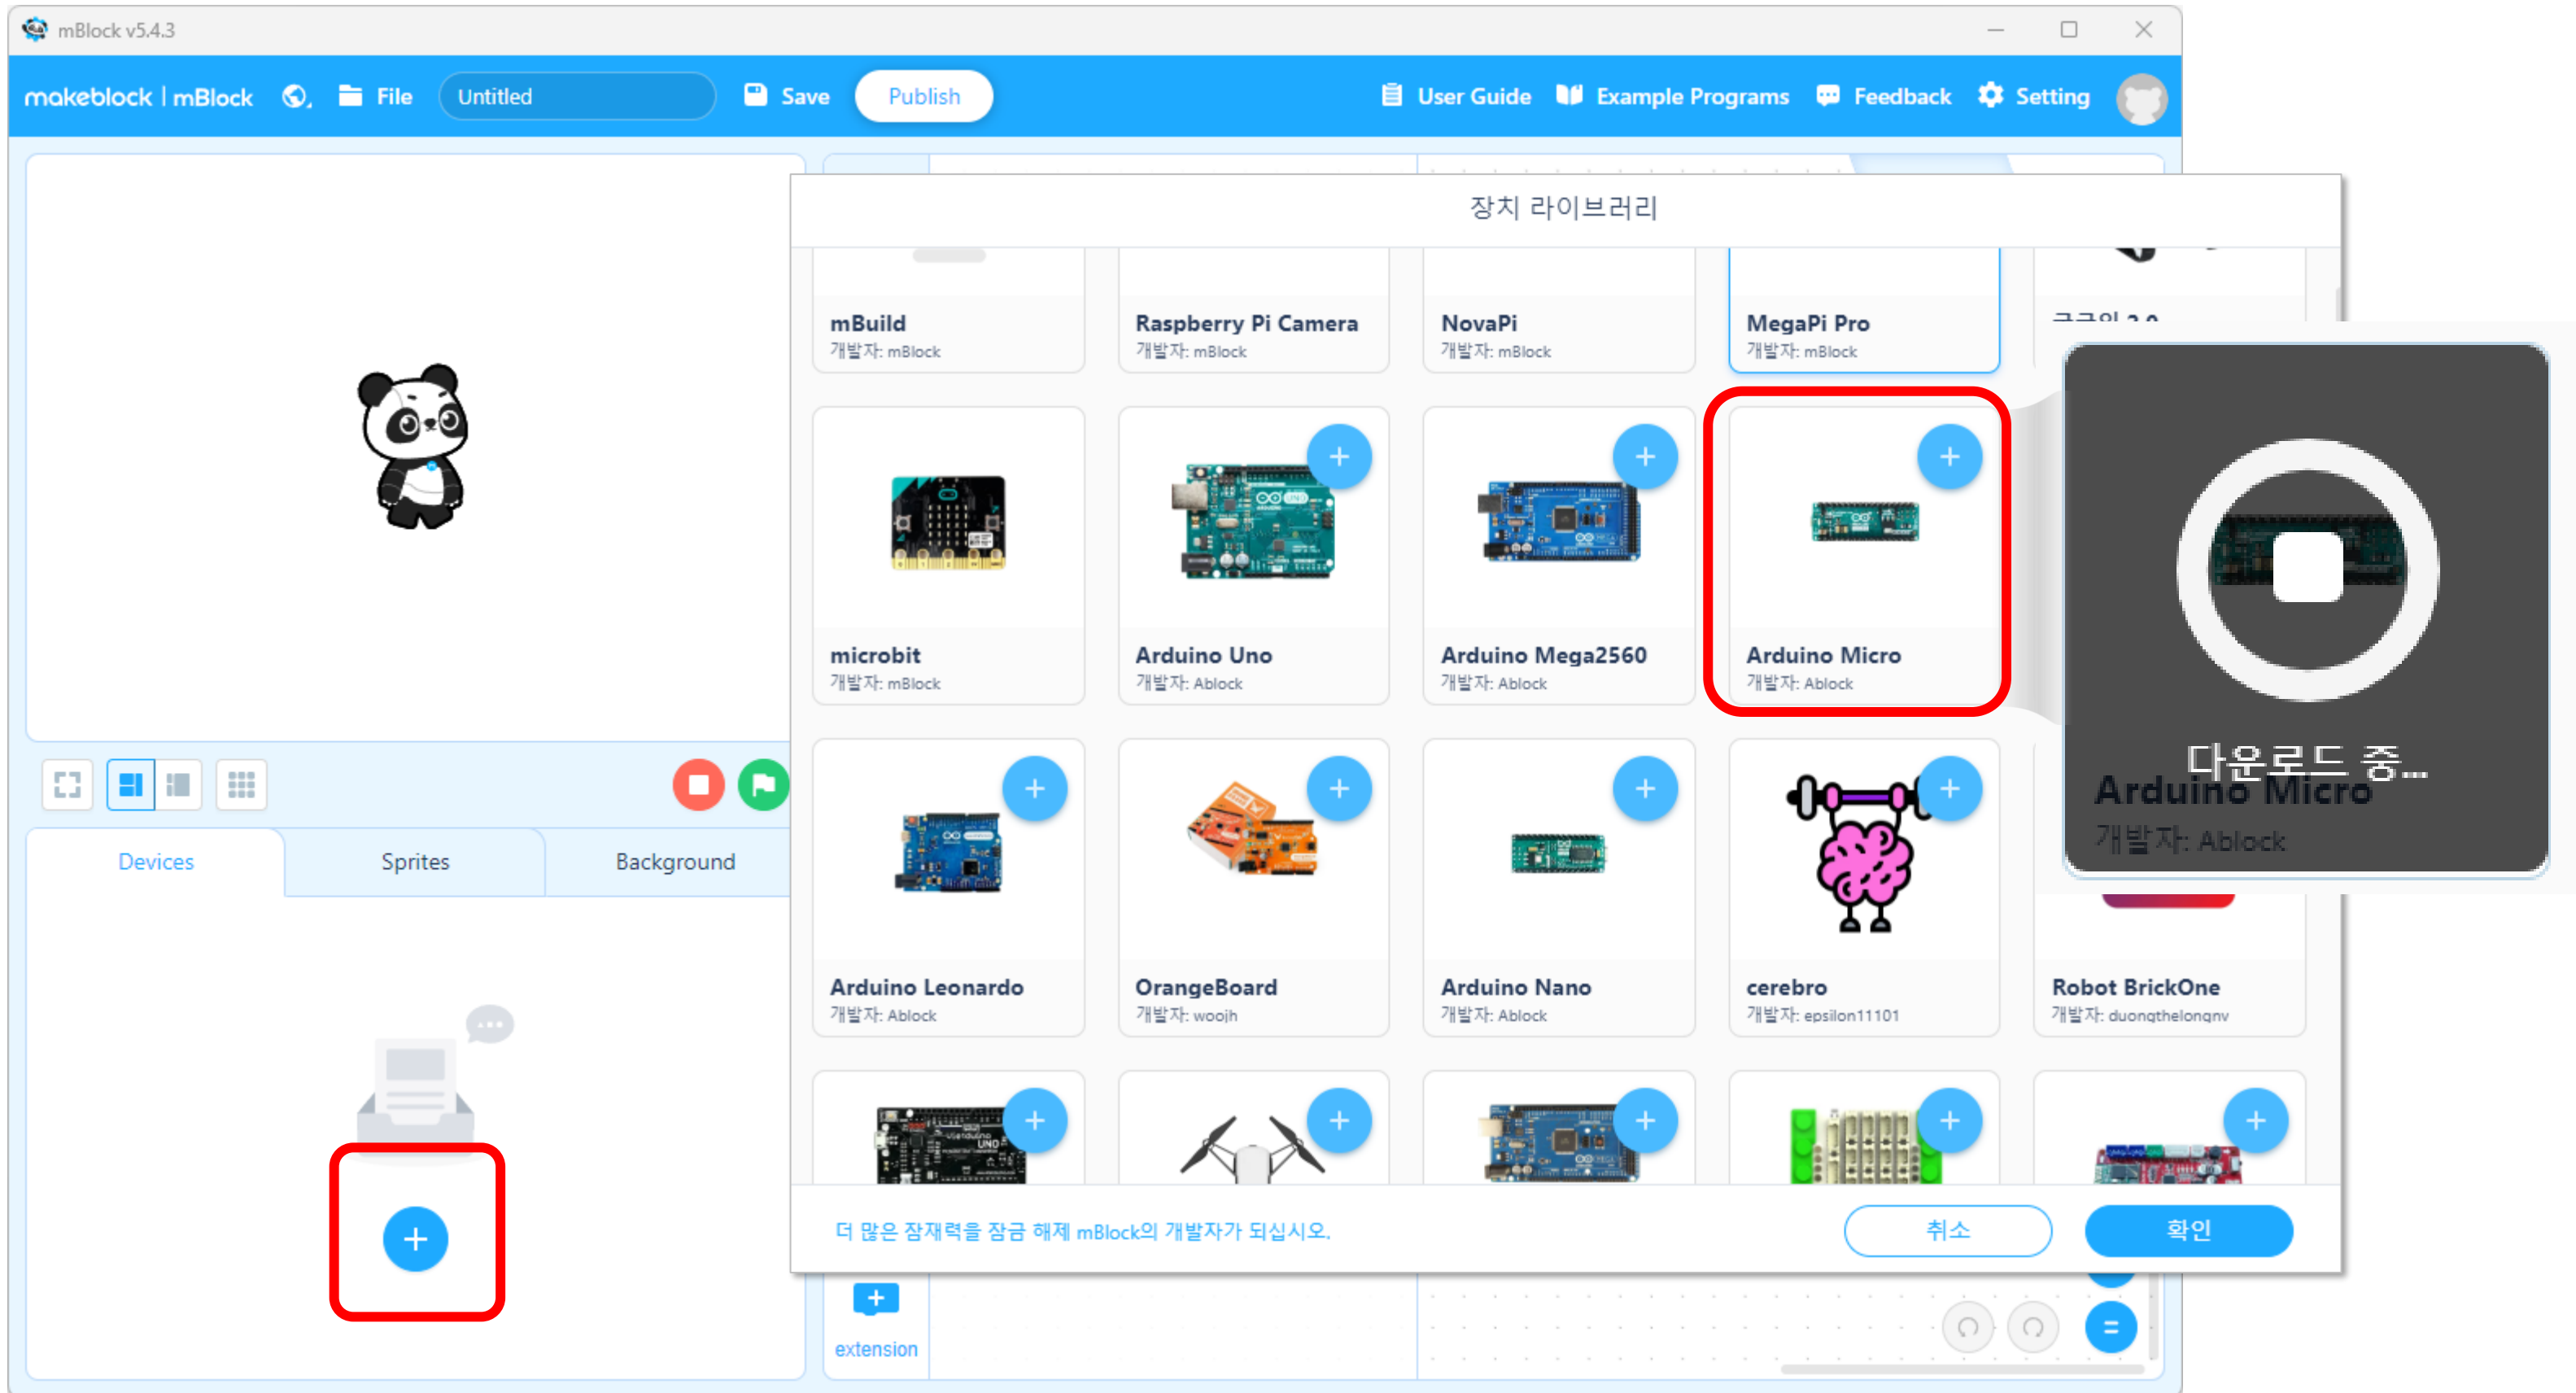 mBlock v5.4.3
makeblock | mBlock File Untitled Save Publish User Guide Example Programs Feedback Setting
장치 라이브러리
mBuild
개발자: mBlock
Raspberry Pi Camera
개발자: mBlock
NovaPi
개발자: mBlock
MegaPi Pro
개발자: mBlock
microbit
개발자: mBlock
Arduino Uno
개발자: Ablock
Arduino Mega2560
개발자: Ablock
Arduino Micro
개발자: Ablock
다운로드 중...
Arduino Micro
개발자: Ablock
Arduino Leonardo
개발자: Ablock
OrangeBoard
개발자: woojh
Arduino Nano
개발자: Ablock
cerebro
개발자: epsilon11101
Robot BrickOne
개발자: duongthelongnv
Devices Sprites Background
더 많은 잠재력을 잠금 해제 mBlock의 개발자가 되십시오.
취소 확인
extension